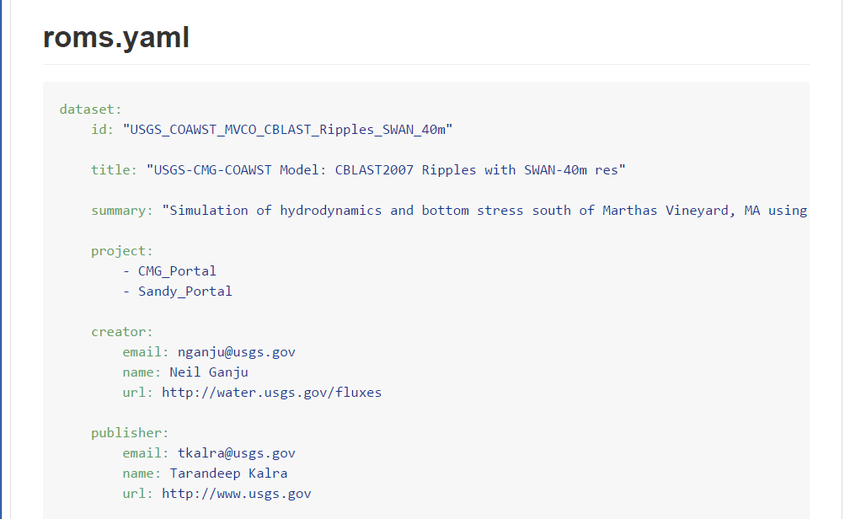 roms.yaml
dataset:
id: "USGS_COAWST_MVCO_CBLAST_Ripples_SWAN_40m"
title: "USGS-CMG-COAWST Model: CBLAST2007 Ripples with SWAN-40m res"
summary: "Simulation of hydrodynamics and bottom stress south of Marthas Vineyard, MA using
project:
- CMG_Portal
- Sandy_Portal
creator:
email: nganju@usgs.gov
name: Neil Ganju
url: http://water.usgs.gov/fluxes
publisher:
email: tkalra@usgs.gov
name: Tarandeep Kalra
url: http://www.usgs.gov